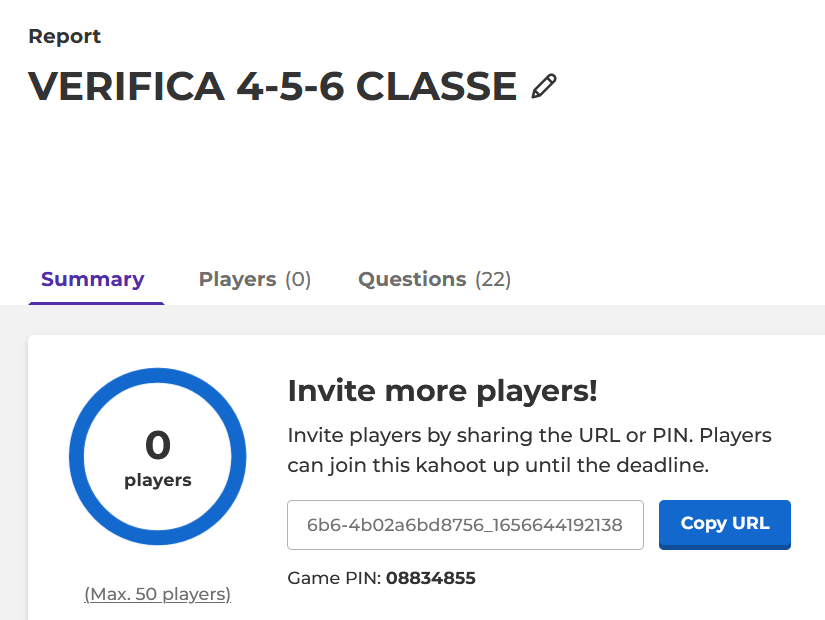 Report
VERIFICA 4-5-6 CLASSE
Summary
Players (0)
Questions (22)
0
players
(Max. 50 players)
Invite more players!
Invite players by sharing the URL or PIN. Players
can join this kahoot up until the deadline.
6b6-4b02a6bd8756_1656644192138
Copy URL
Game PIN: 08834855